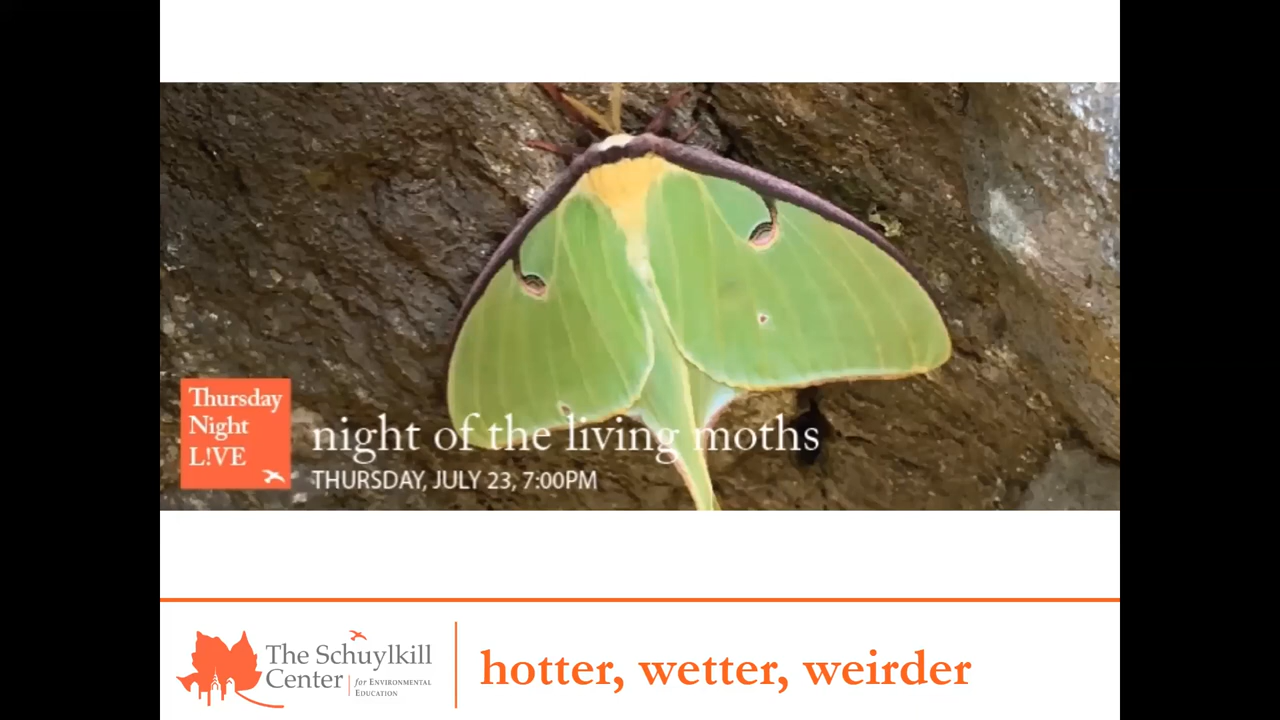 Thursday
Night
L!VE
night of the living moths
THURSDAY, JULY 23, 7:00PM
The Schuylkill
Center
for ENVIRONMENTAL
EDUCATION
hotter, wetter, weirder